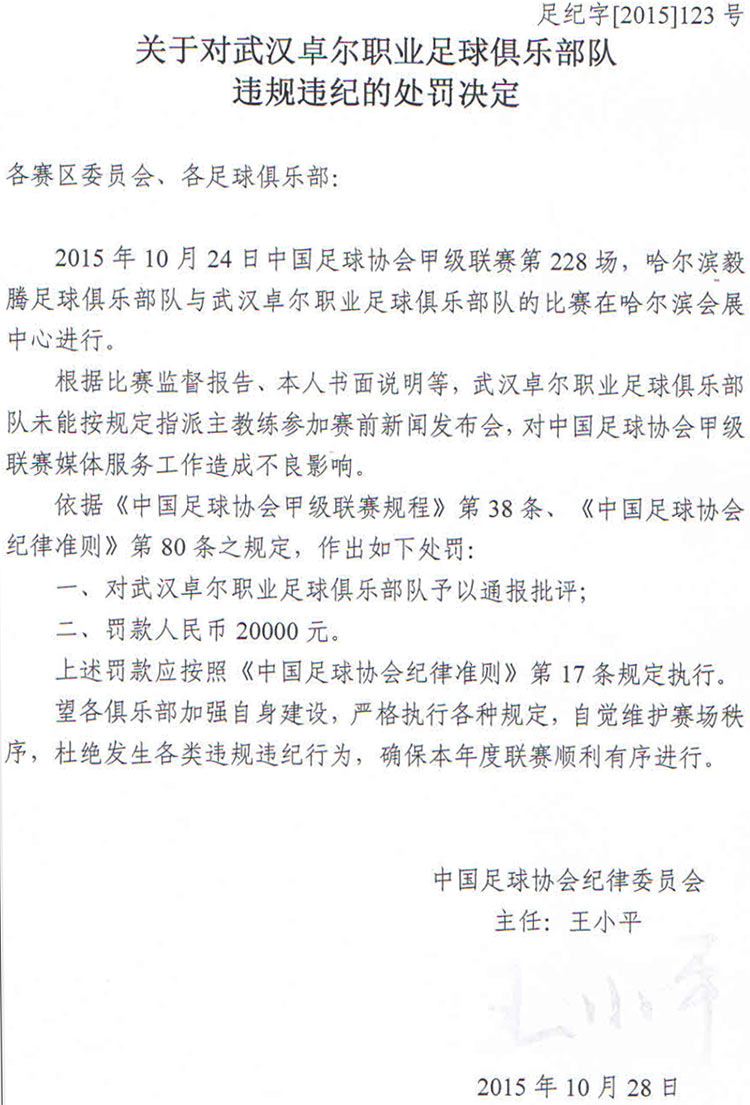 足纪字[2015]123 号
关于对武汉卓尔职业足球俱乐部队
违规违纪的处罚决定
各赛区委员会、各足球俱乐部：
2015 年 10 月 24 日中国足球协会甲级联赛第 228 场，哈尔滨毅
腾足球俱乐部队与武汉卓尔职业足球俱乐部队的比赛在哈尔滨会展
中心进行。
根据比赛监督报告、本人书面说明等，武汉卓尔职业足球俱乐部
队未能按规定指派主教练参加赛前新闻发布会，对中国足球协会甲级
联赛媒体服务工作造成不良影响。
依据《中国足球协会甲级联赛规程》第 38 条、《中国足球协会
纪律准则》第 80 条之规定，作出如下处罚：
一、对武汉卓尔职业足球俱乐部队予以通报批评；
二、罚款人民币 20000 元。
上述罚款应按照《中国足球协会纪律准则》第 17 条规定执行。
望各俱乐部加强自身建设，严格执行各种规定，自觉维护赛场秩
序，杜绝发生各类违规违纪行为，确保本年度联赛顺利有序进行。
中国足球协会纪律委员会
主任：王小平
王小平
2015 年 10 月 28 日